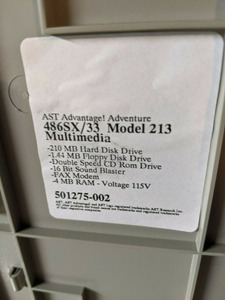 AST Advantage! Adventure
486SX/33 Model 213
Multimedia
-210 MB Hard Disk Drive
-1.44 MB Floppy Disk Drive
-Double Speed CD Rom Drive
-16 Bit Sound Blaster
-FAX Modem
-4 MB RAM - Voltage 115V
501275-002